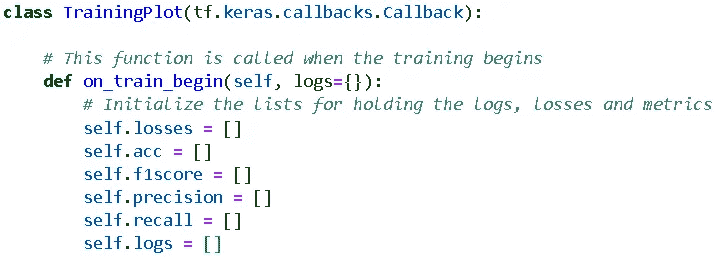 class TrainingPlot(tf.keras.callbacks.Callback):
# This function is called when the training begins
def on_train_begin(self, logs={}):
# Initialize the lists for holding the logs, losses and metrics
self.losses = []
self.acc = []
self.f1score = []
self.precision = []
self.recall = []
self.logs = []